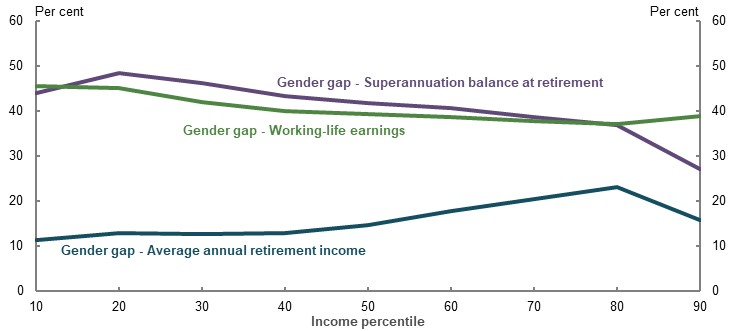 Per cent Per cent
60 60
50 50
Gender gap - Superannuation balance at retirement
40 40
Gender gap - Working-life earnings
30 30
20 20
10 10
Gender gap - Average annual retirement income
0 0
10 20 30 40 50 60 70 80 90
Income percentile